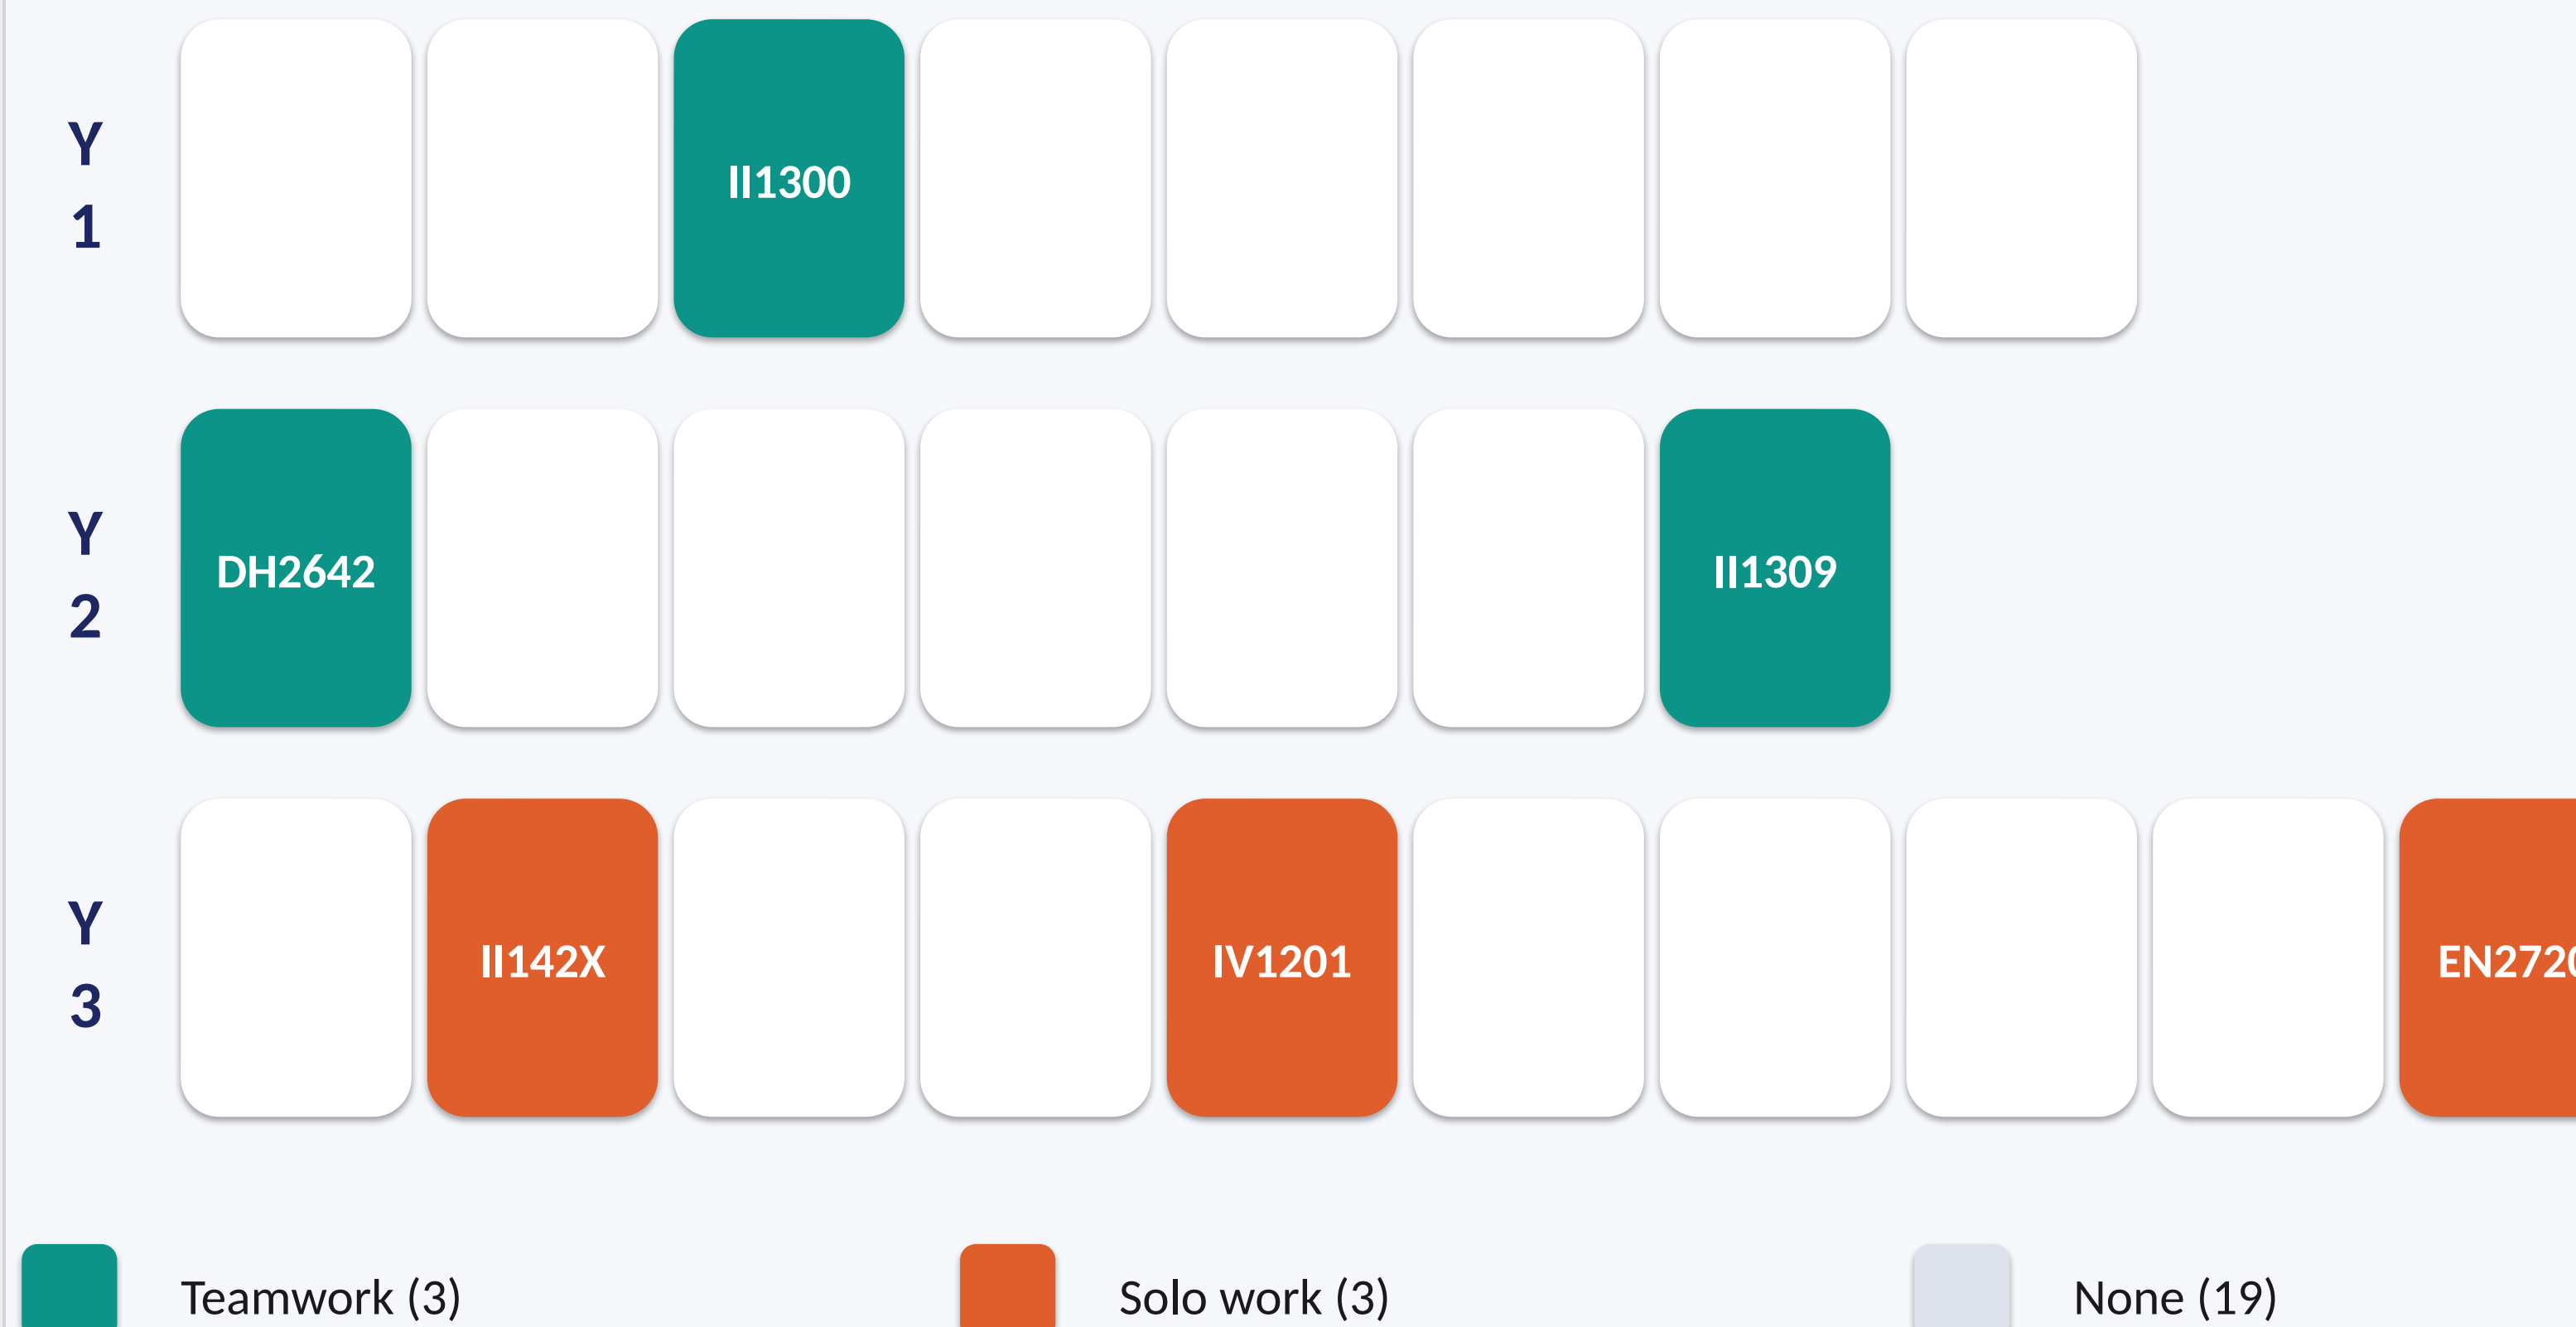 Y
1
II1300
Y
2
DH2642
II1309
Y
3
II142X
IV1201
Teamwork (3)
Solo work (3)
None (19)